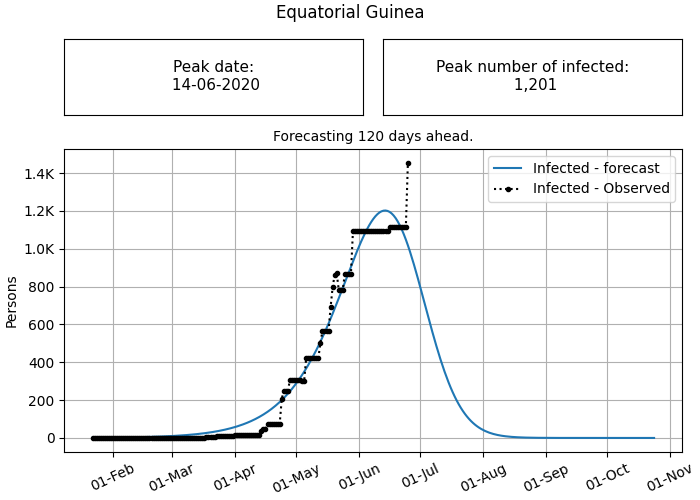 Equatorial Guinea
Peak date:
14-06-2020
Peak number of infected:
1,201
Forecasting 120 days ahead.
Infected - forecast
Infected - Observed
Persons
1.4K
1.2K
1.0K
800
600
400
200
0
01-Feb
01-Mar
01-Apr
01-May
01-Jun
01-Jul
01-Aug
01-Sep
01-Oct
01-Nov